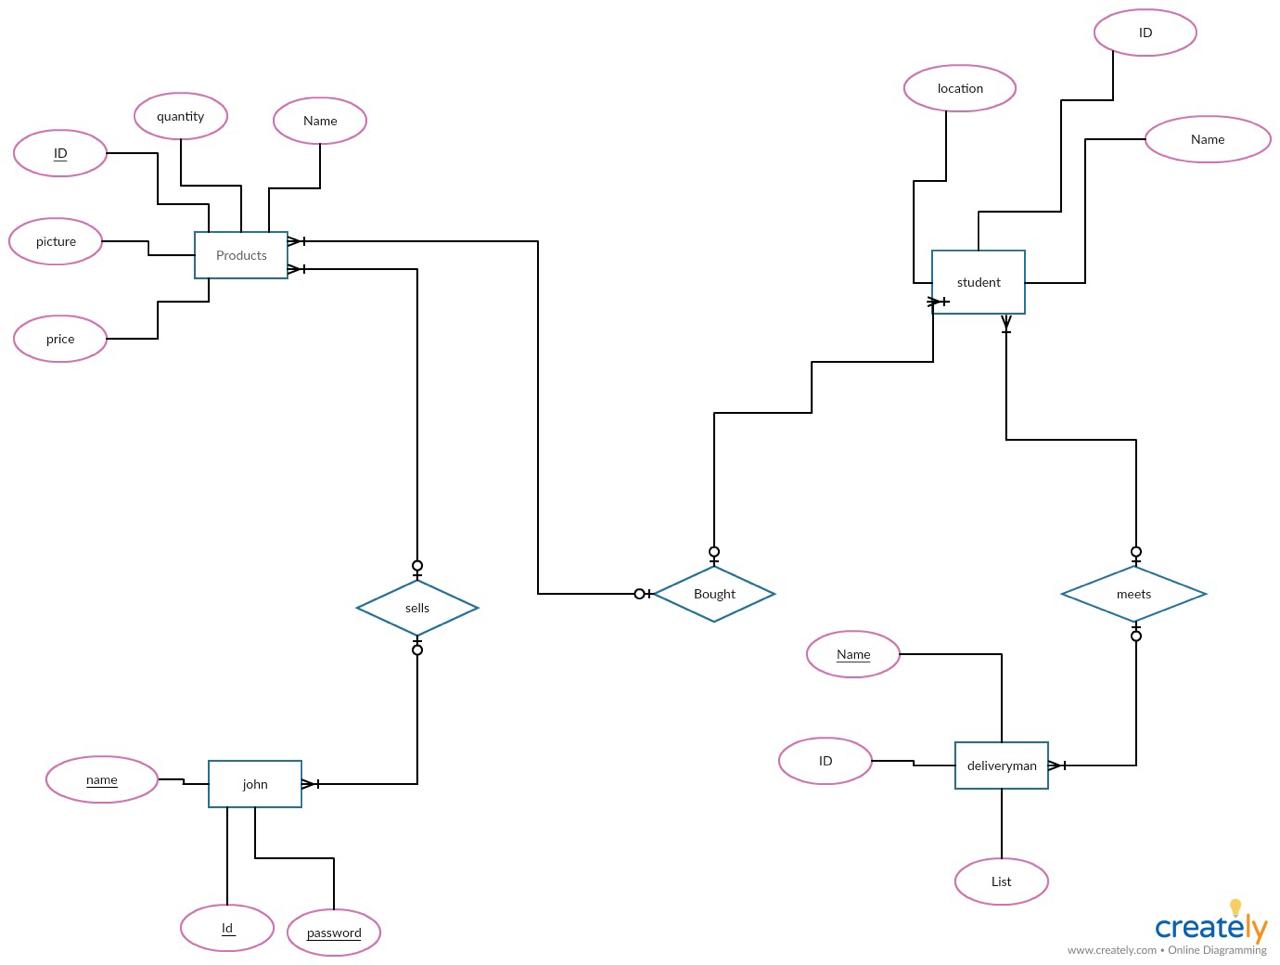 ID
location
quantity
Name
ID
Name
picture
Products
student
price
Bought
meets
sells
Name
ID
deliveryman
name
john
List
Id
password
creately
www.creately.com • Online Diagramming